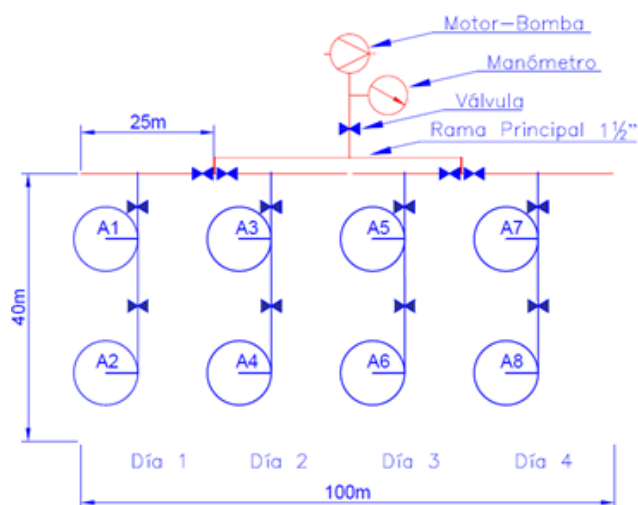 Motor-Bomba
Manómetro
Válvula
Rama Principal 1½"
25m
40m
A1
A3
A5
A7
A2
A4
A6
A8
Día 1
Día 2
Día 3
Día 4
100m